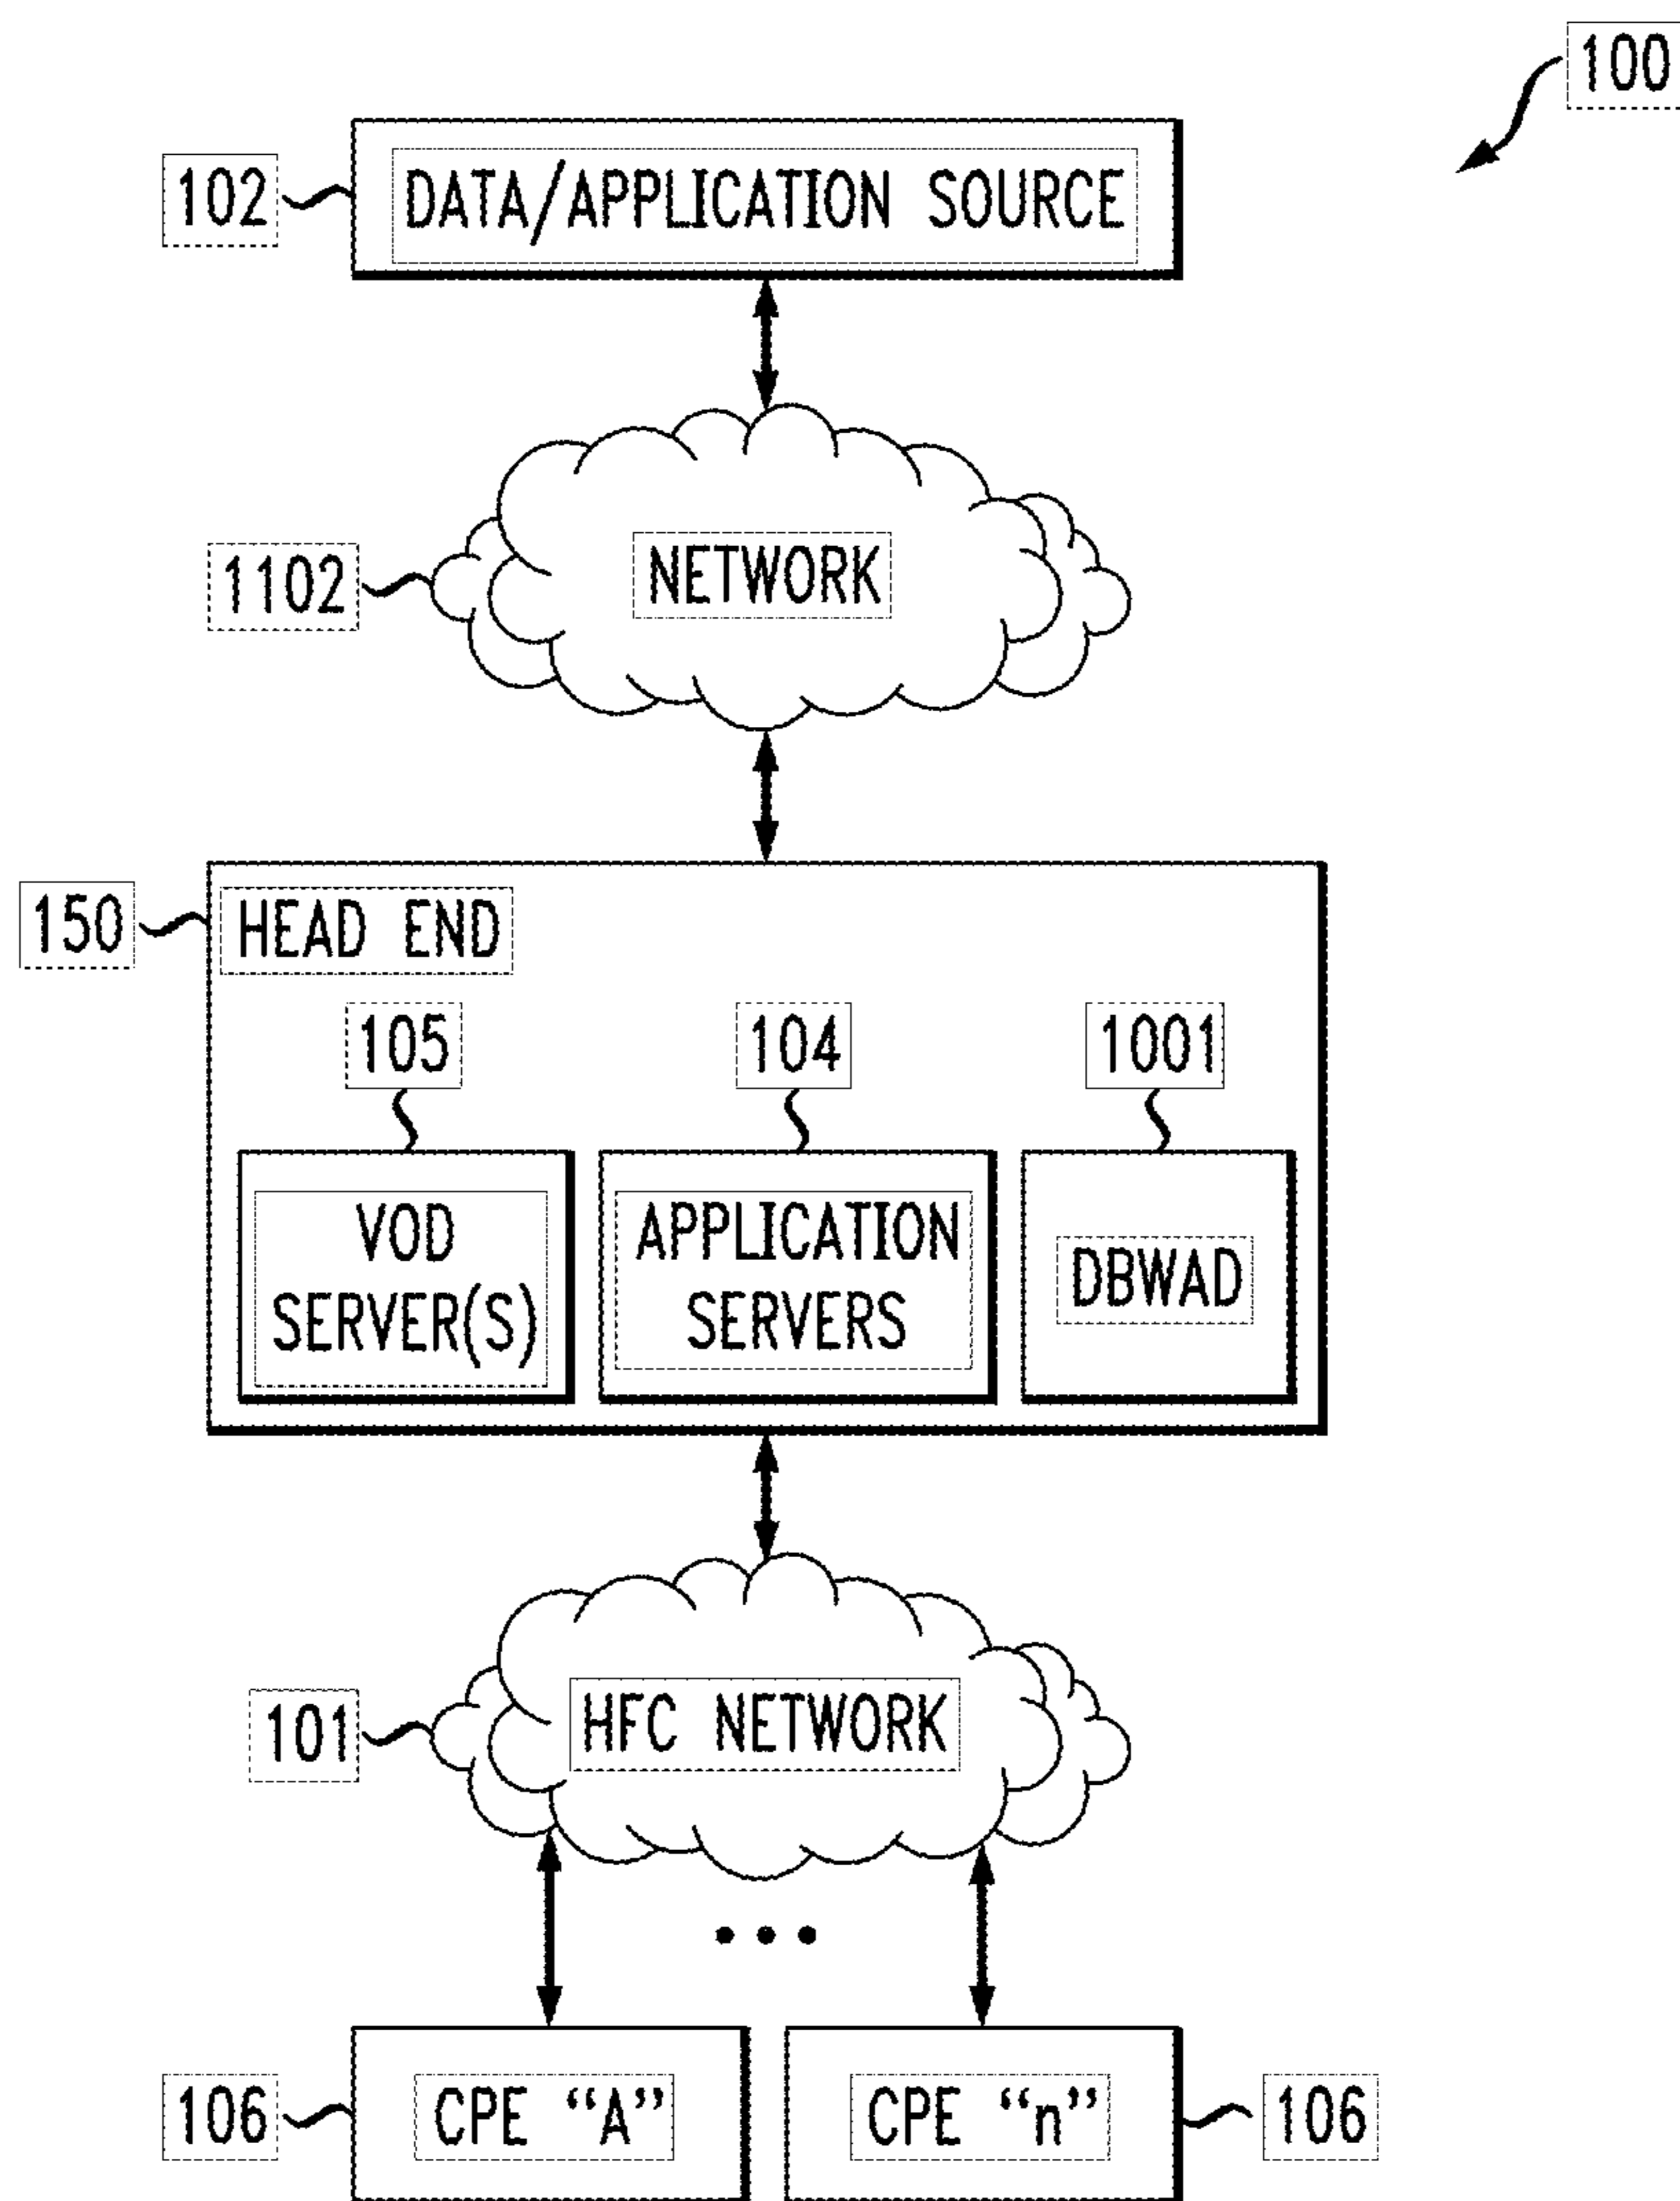 100
102
DATA/APPLICATION SOURCE
1102
NETWORK
150
HEAD END
105
104
1001
VOD
SERVER(S)
APPLICATION
SERVERS
DBWAD
101
HFC NETWORK
106
CPE “A”
CPE “n”
106